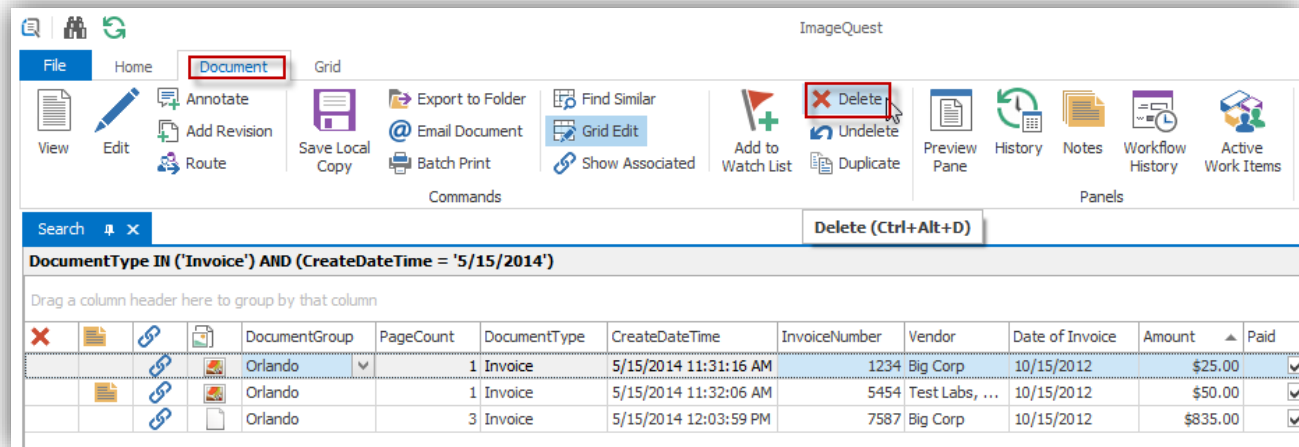 ImageQuest
File Home Document Grid
View
Edit
Annotate
Add Revision
Route
Save Local
Copy
Export to Folder
Email Document
Batch Print
Find Similar
Grid Edit
Show Associated
Add to
Watch List
Delete
Undelete
Duplicate
Commands
Preview
Pane
History
Notes
Workflow
History
Active
Work Items
Panels
Delete (Ctrl+Alt+D)
Search
DocumentType IN ('Invoice') AND (CreateDateTime = '5/15/2014')
Drag a column header here to group by that column
DocumentGroup PageCount DocumentType CreateDateTime InvoiceNumber Vendor Date of Invoice Amount Paid
Orlando 1 Invoice 5/15/2014 11:31:16 AM 1234 Big Corp 10/15/2012 $25.00
Orlando 1 Invoice 5/15/2014 11:32:06 AM 5454 Test Labs, ... 10/15/2012 $50.00
Orlando 3 Invoice 5/15/2014 12:03:59 PM 7587 Big Corp 10/15/2012 $835.00